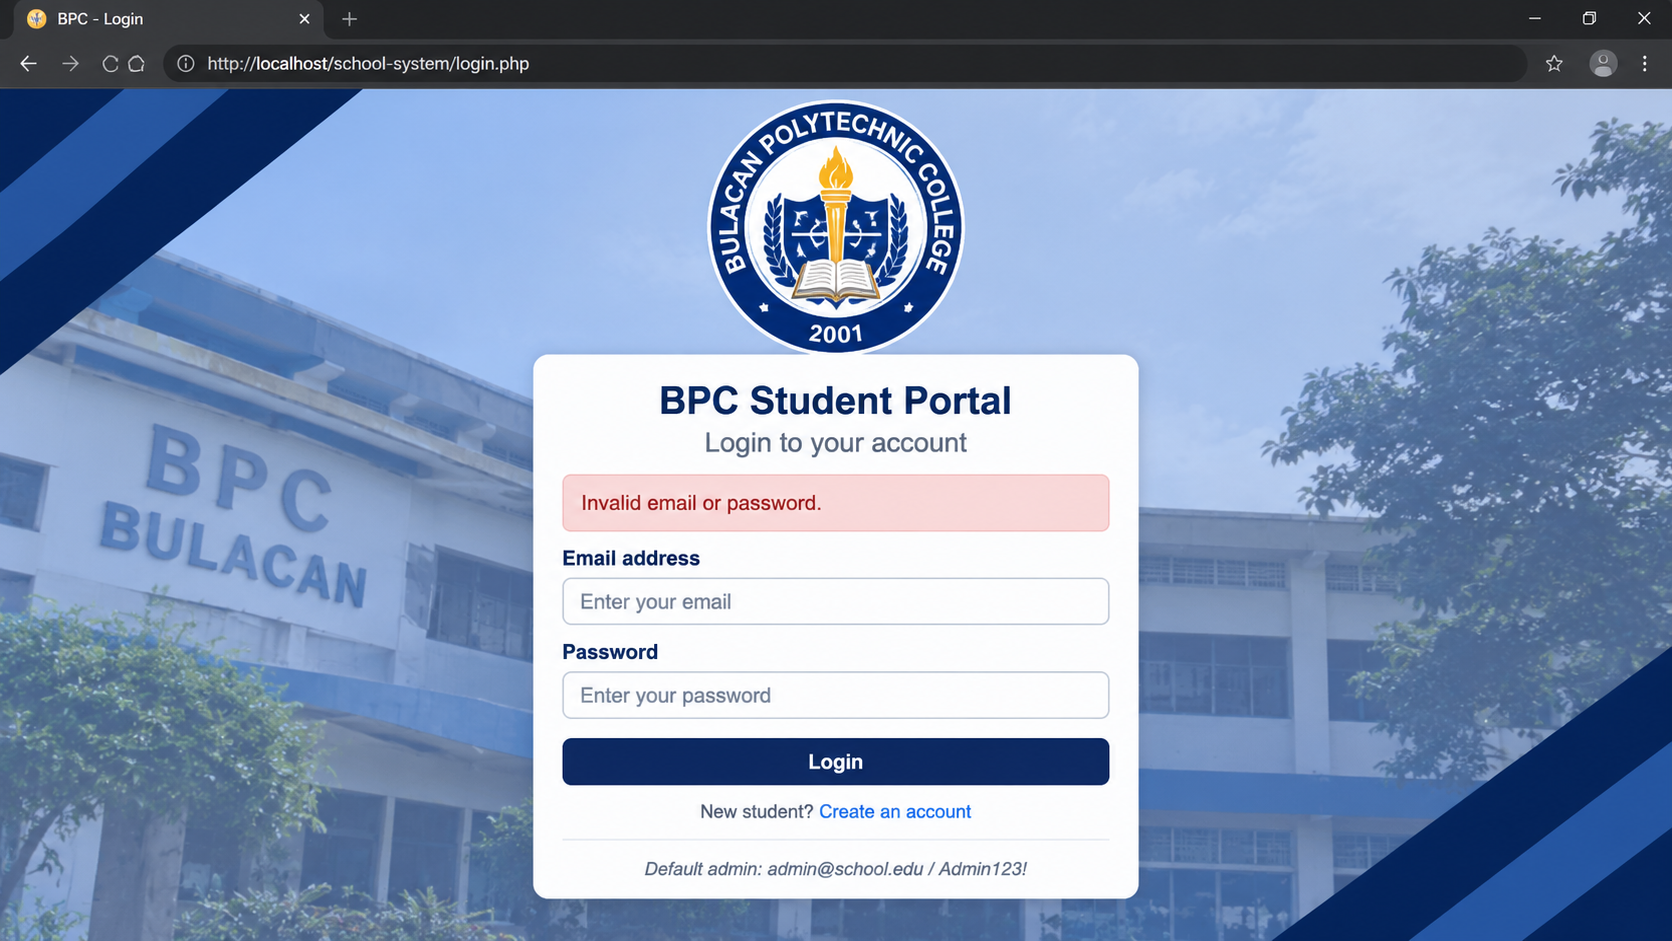 BPC - Login
http://localhost/school-system/login.php
BULACAN POLYTECHNIC COLLEGE
2001
BPC
BULACAN
BPC Student Portal
Login to your account
Invalid email or password.
Email address
Enter your email
Password
Enter your password
Login
New student? Create an account
Default admin: admin@school.edu / Admin123!